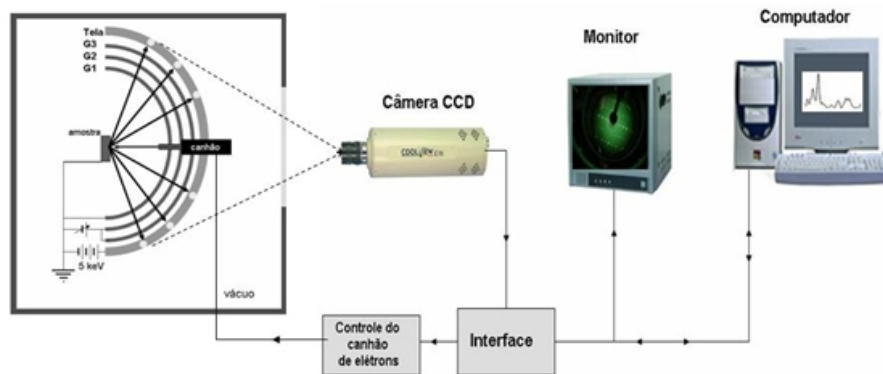 Tela
G3
G2
G1
amostra
canhão
5 keV
vácuo
Câmera CCD
Monitor
Computador
Controle do
canhão
de elétrons
Interface